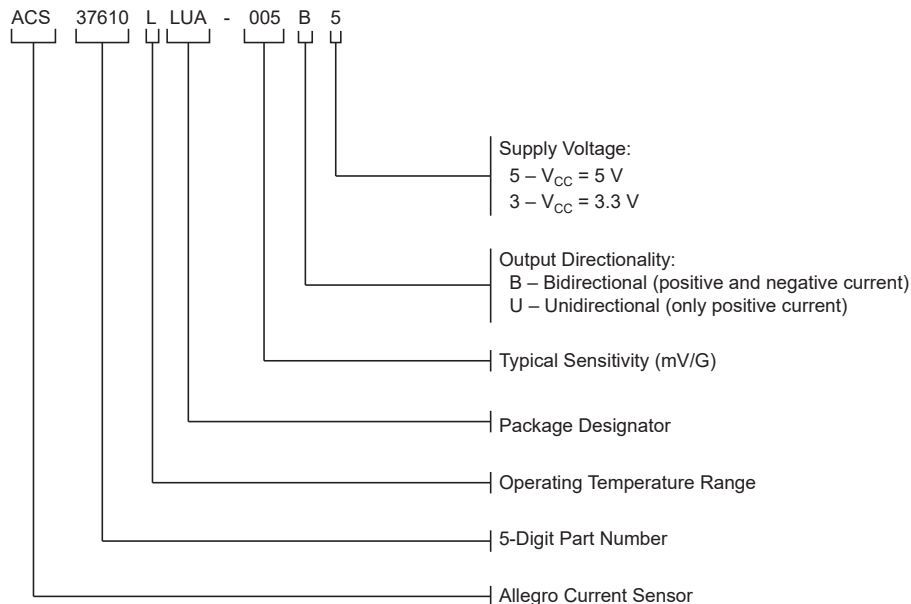 ACS 37610 L LUA - 005 B 5
Supply Voltage:
5 – VCC = 5 V
3 – VCC = 3.3 V
Output Directionality:
B – Bidirectional (positive and negative current)
U – Unidirectional (only positive current)
Typical Sensitivity (mV/G)
Package Designator
Operating Temperature Range
5-Digit Part Number
Allegro Current Sensor